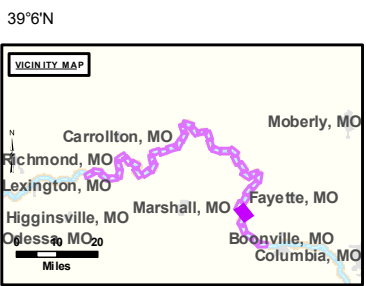 39°6'N
VICINITY MAP
Moberly, MO
Carrollton, MO
N
Richmond, MO
Lexington, MO
Fayette, MO
Marshall, MO
Higginsville, MO
Odessa, MO
Boonville, MO
0 10 20
Columbia, MO
Miles